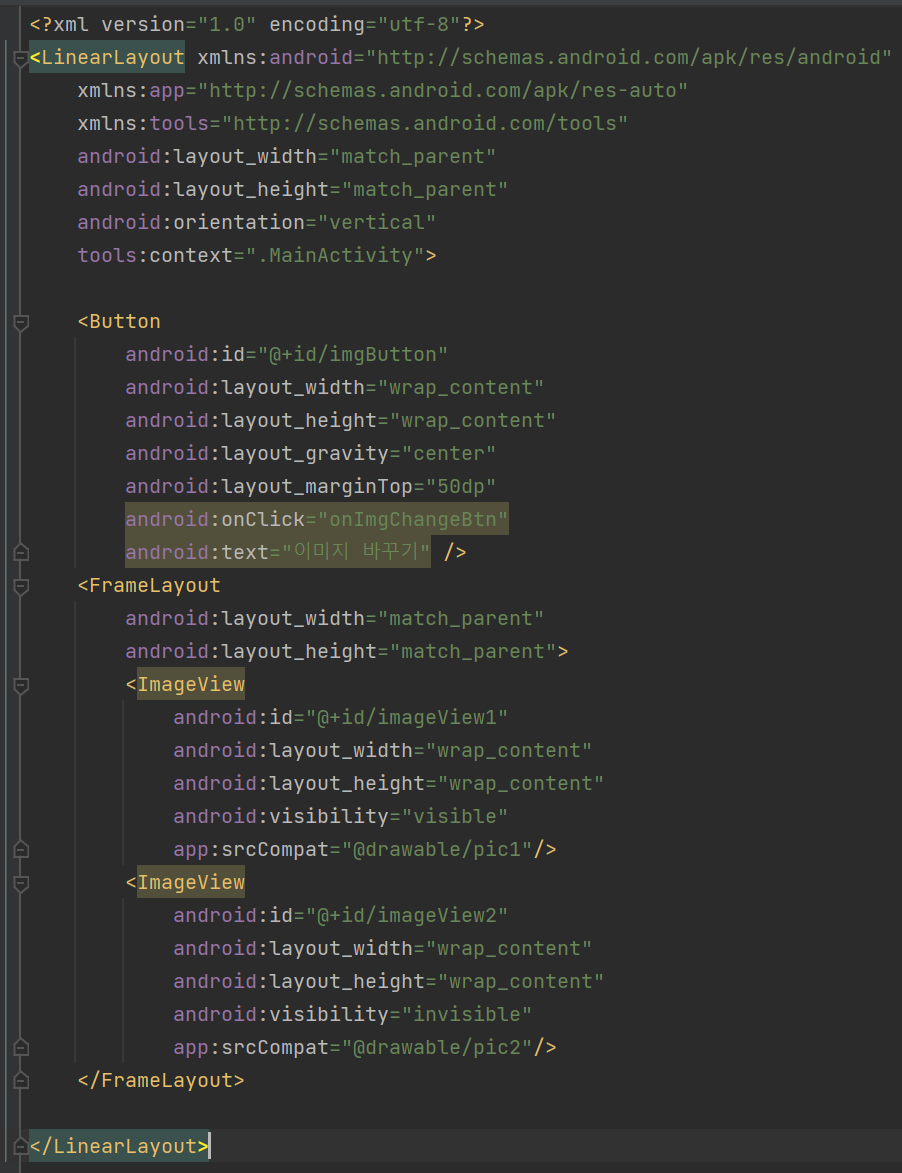 <?xml version="1.0" encoding="utf-8"?>
<LinearLayout xmlns:android="http://schemas.android.com/apk/res/android"
    xmlns:app="http://schemas.android.com/apk/res-auto"
    xmlns:tools="http://schemas.android.com/tools"
    android:layout_width="match_parent"
    android:layout_height="match_parent"
    android:orientation="vertical"
    tools:context=".MainActivity">

    <Button
        android:id="@+id/imgButton"
        android:layout_width="wrap_content"
        android:layout_height="wrap_content"
        android:layout_gravity="center"
        android:layout_marginTop="50dp"
        android:onClick="onImgChangeBtn"
        android:text="이미지 바꾸기" />
    <FrameLayout
        android:layout_width="match_parent"
        android:layout_height="match_parent">
        <ImageView
            android:id="@+id/imageView1"
            android:layout_width="wrap_content"
            android:layout_height="wrap_content"
            android:visibility="visible"
            app:srcCompat="@drawable/pic1"/>
        <ImageView
            android:id="@+id/imageView2"
            android:layout_width="wrap_content"
            android:layout_height="wrap_content"
            android:visibility="invisible"
            app:srcCompat="@drawable/pic2"/>
    </FrameLayout>

</LinearLayout>